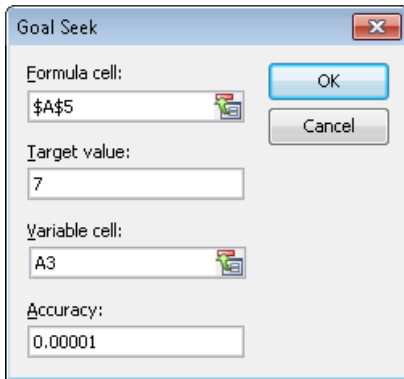 Goal Seek
Formula cell:
$A$5
OK
Cancel
Target value:
7
Variable cell:
A3
Accuracy:
0.00001